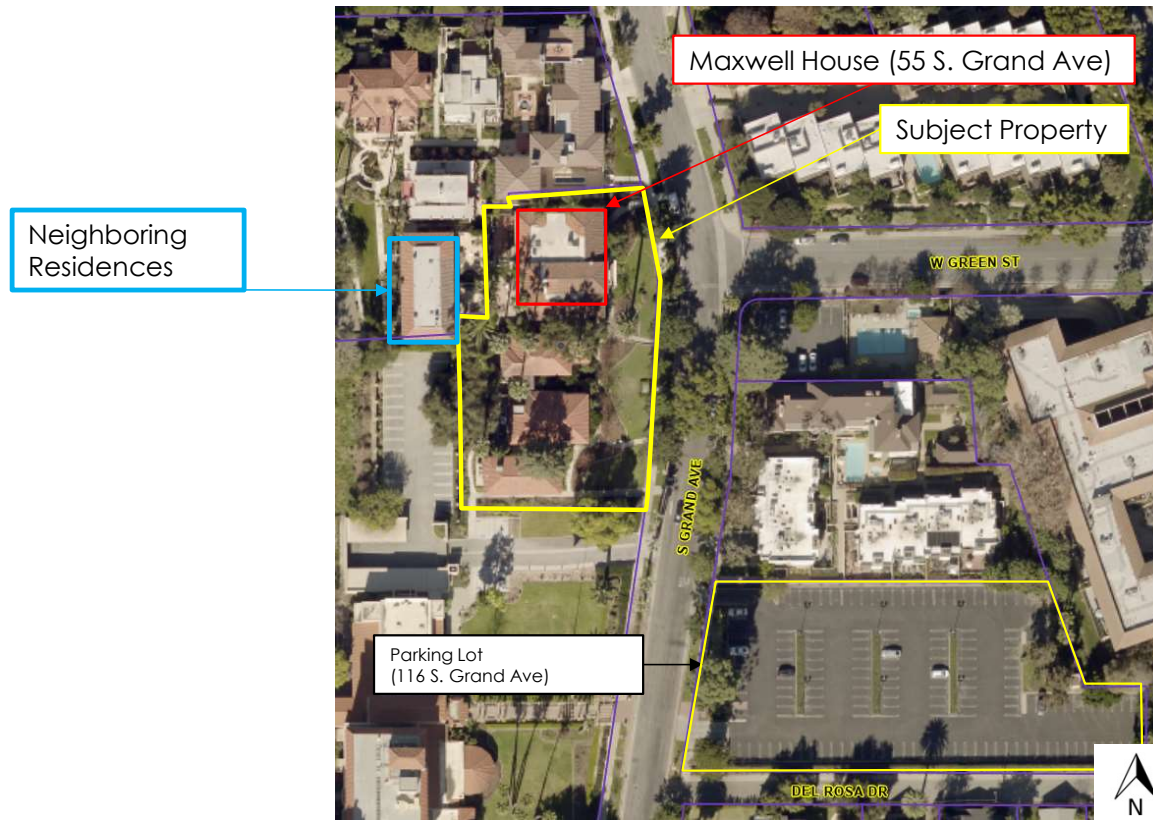 Maxwell House (55 S. Grand Ave)
Subject Property
Neighboring
Residences
W GREEN ST
S GRAND AVE
Parking Lot
(116 S. Grand Ave)
DEL ROSA DR
N